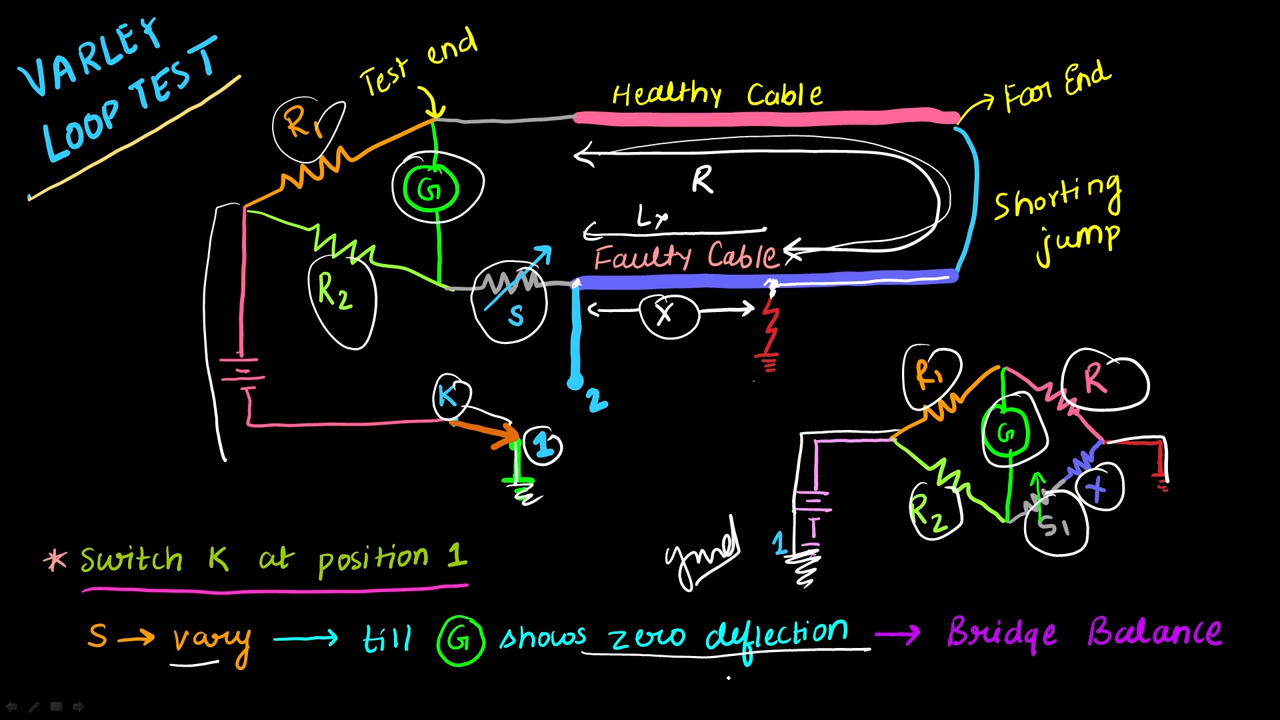 VARLEY
LOOP TEST
Test end
R1
G
R2
S
Healthy Cable
Far End
R
Lx
Faulty Cable
X
Shorting
jump
K
1
2
R1
R
G
R2
S1
X
1
gnd
* Switch K at position 1
S → vary → till G shows zero deflection → Bridge Balance